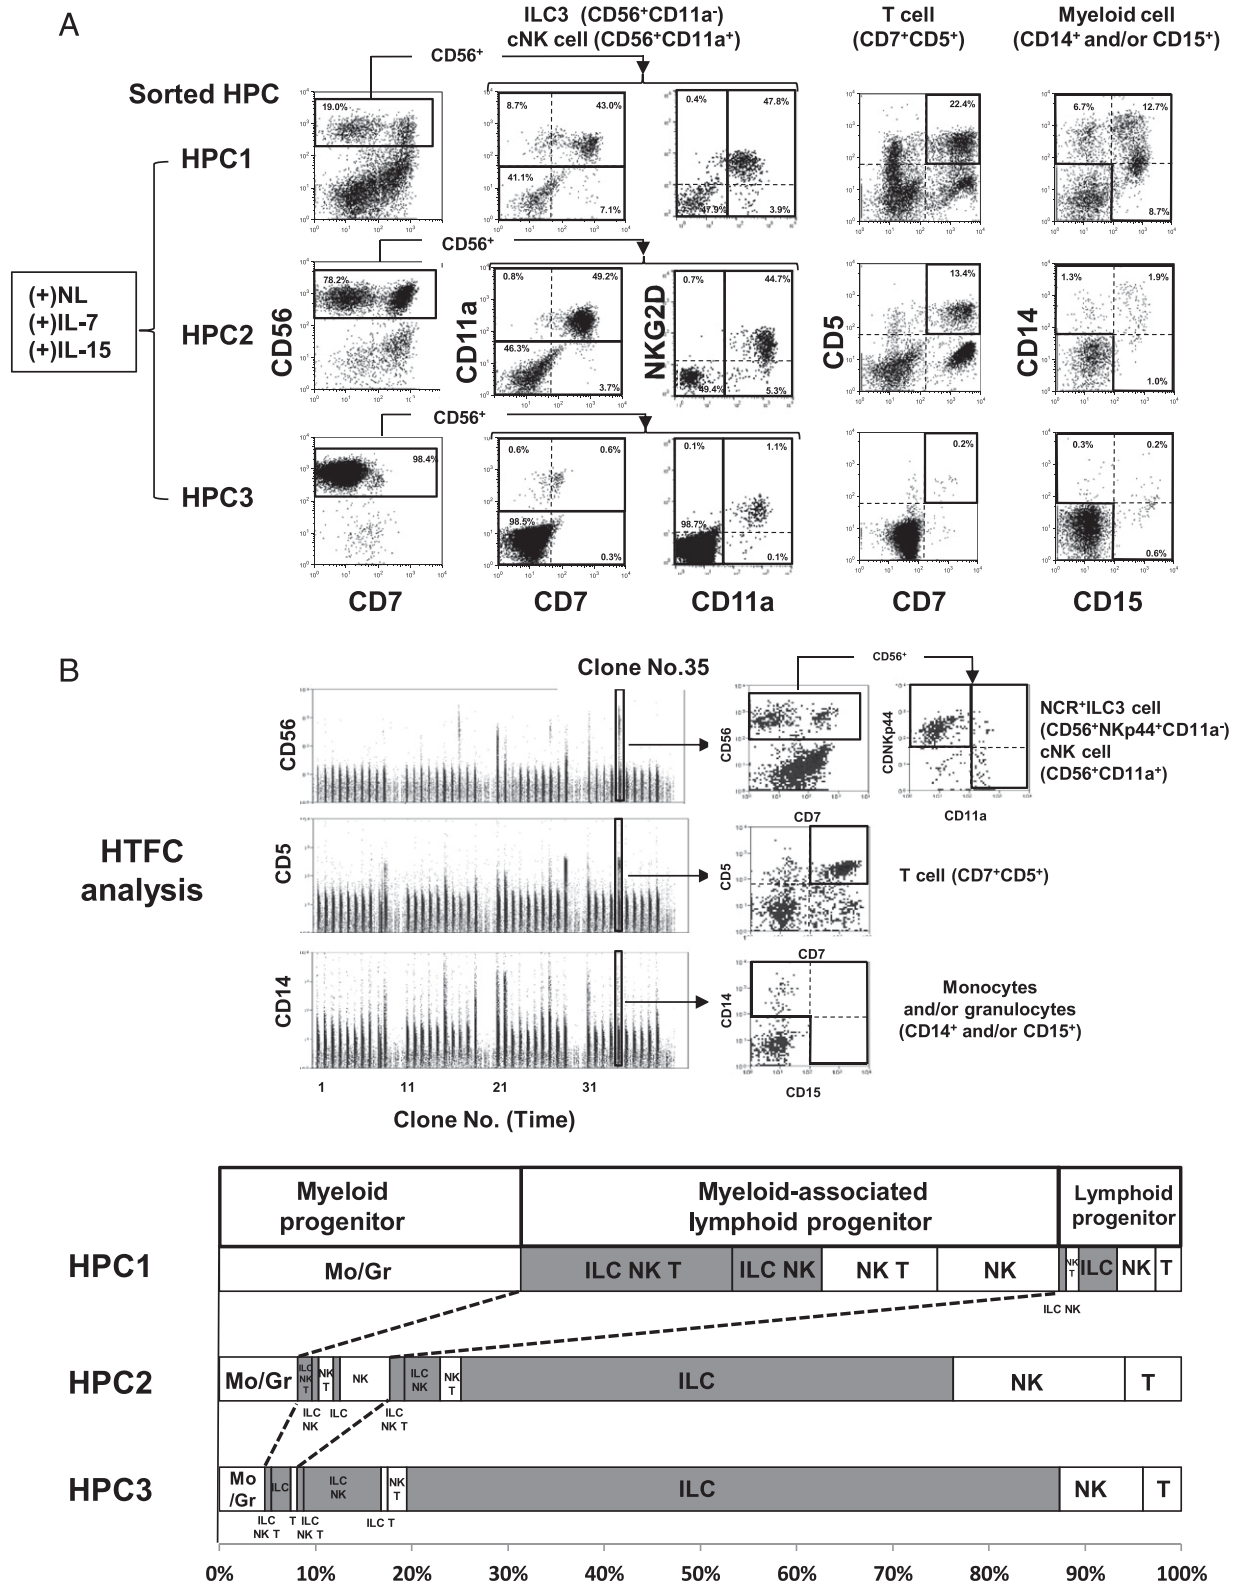 A
ILC3 (CD56+CD11a-)
cNK cell (CD56+CD11a+)
T cell
(CD7+CD5+)
Myeloid cell
(CD14+ and/or CD15+)
CD56+
Sorted HPC
HPC1
19.0%
8.7% 43.0%
41.1%
7.1%
0.4% 47.8%
47.9% 3.9%
22.4%
6.7% 12.7%
8.7%
CD56+
(+)NL
(+)IL-7
(+)IL-15
HPC2
CD56
78.2%
CD11a
0.8% 49.2%
46.3%
3.7%
NKG2D
0.7% 44.7%
49.4% 5.3%
CD5
13.4%
CD14
1.3% 1.9%
1.0%
CD56+
HPC3
98.4%
0.6% 0.6%
98.5%
0.3%
0.1% 1.1%
98.7%
0.1%
0.2%
0.3% 0.2%
0.6%
CD7 CD7 CD11a CD7 CD15
B
Clone No.35
CD56+
CD56
CD56
CD7
CDNKp44
CD11a
NCR+ILC3 cell
(CD56+NKp44+CD11a-)
cNK cell
(CD56+CD11a+)
HTFC
analysis
CD5
CD5
CD7
T cell (CD7+CD5+)
CD14
CD14
CD15
Monocytes
and/or granulocytes
(CD14+ and/or CD15+)
1 11 21 31
Clone No. (Time)
Myeloid
progenitor
Myeloid-associated
lymphoid progenitor
Lymphoid
progenitor
HPC1
Mo/Gr
ILC NK T
ILC NK
NK T
NK
NK
T
ILC
NK
T
ILC NK
HPC2
Mo/Gr
ILC
NK
T
NK
T
NK
ILC
NK
NK
T
ILC
NK
T
ILC
NK
ILC
ILC
NK T
HPC3
Mo
/Gr
ILC
ILC
NK
NK
T
ILC
NK
T
ILC
NK T
T
ILC
NK T
ILC T
0% 10% 20% 30% 40% 50% 60% 70% 80% 90% 100%